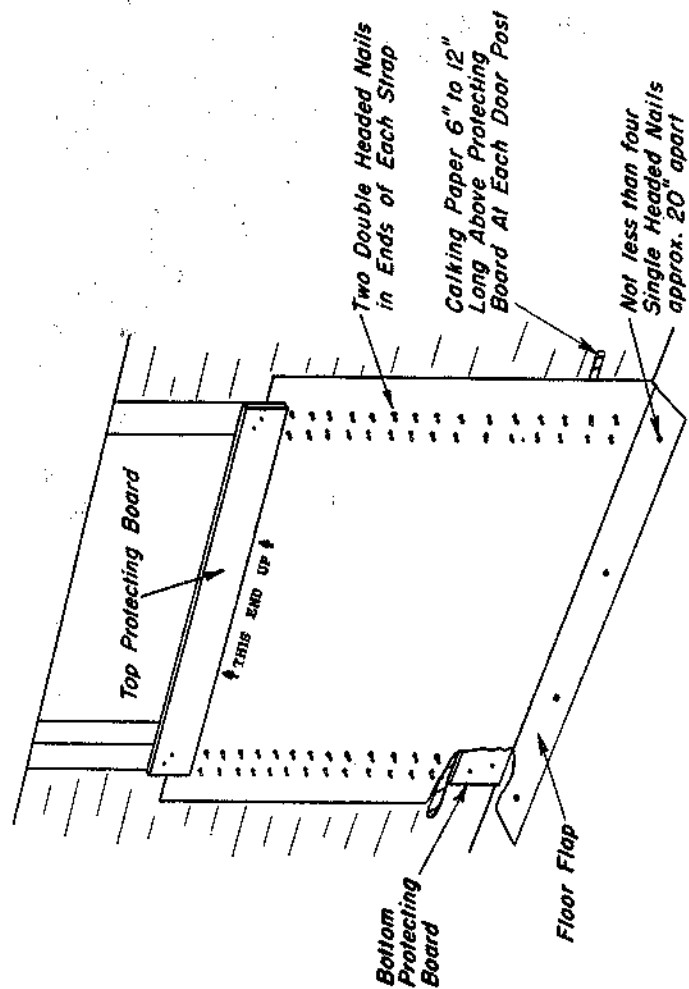 Top Protecting Board
THIS END UP
Two Double Headed Nails
in Ends of Each Strap
Calking Paper 6" to 12"
Long Above Protecting
Board At Each Door Post
Bottom
Protecting
Board
Floor Flap
Not less than four
Single Headed Nails
approx. 20" apart